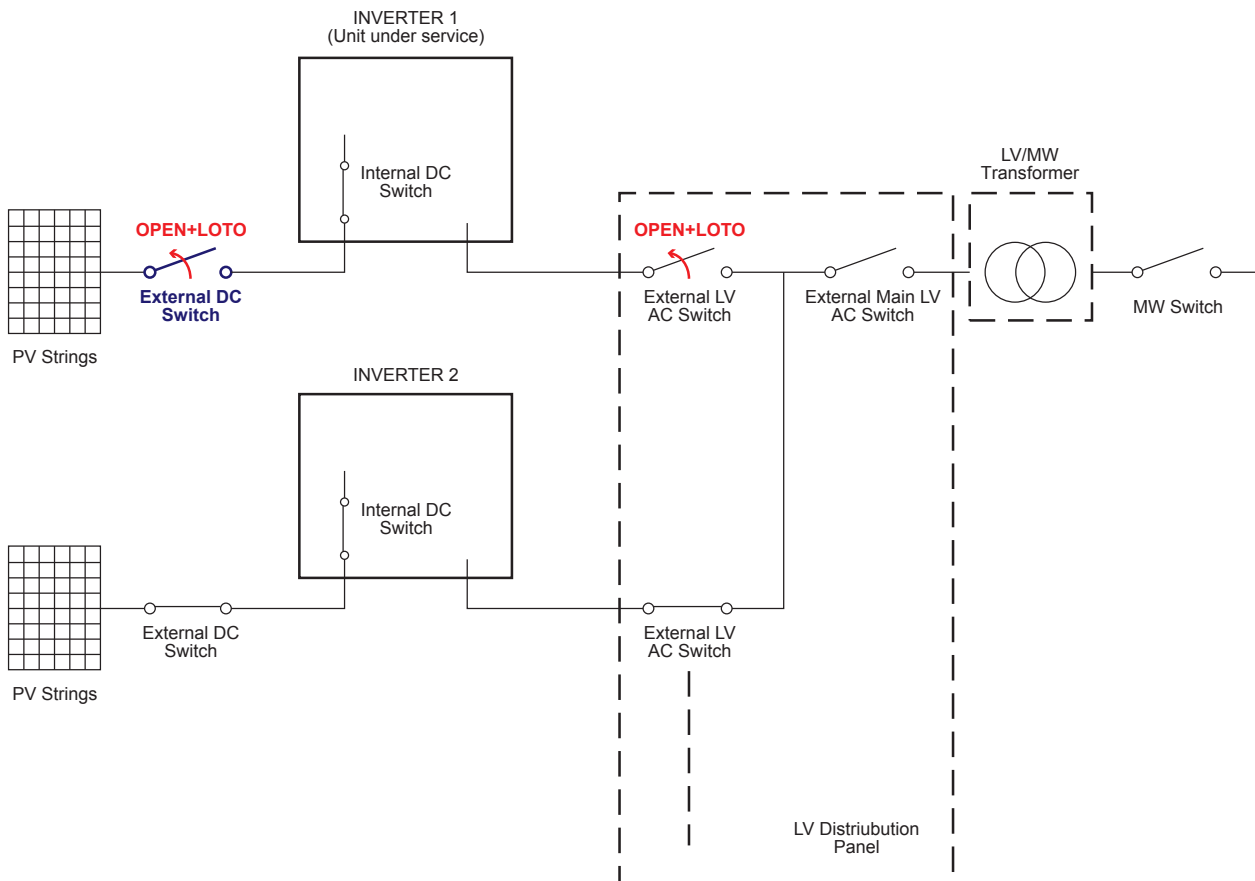 INVERTER 1
(Unit under service)
Internal DC
Switch
LV/MW
Transformer
OPEN+LOTO
OPEN+LOTO
External DC
Switch
External LV
AC Switch
External Main LV
AC Switch
MW Switch
PV Strings
INVERTER 2
Internal DC
Switch
External DC
Switch
External LV
AC Switch
PV Strings
LV Distriubution
Panel